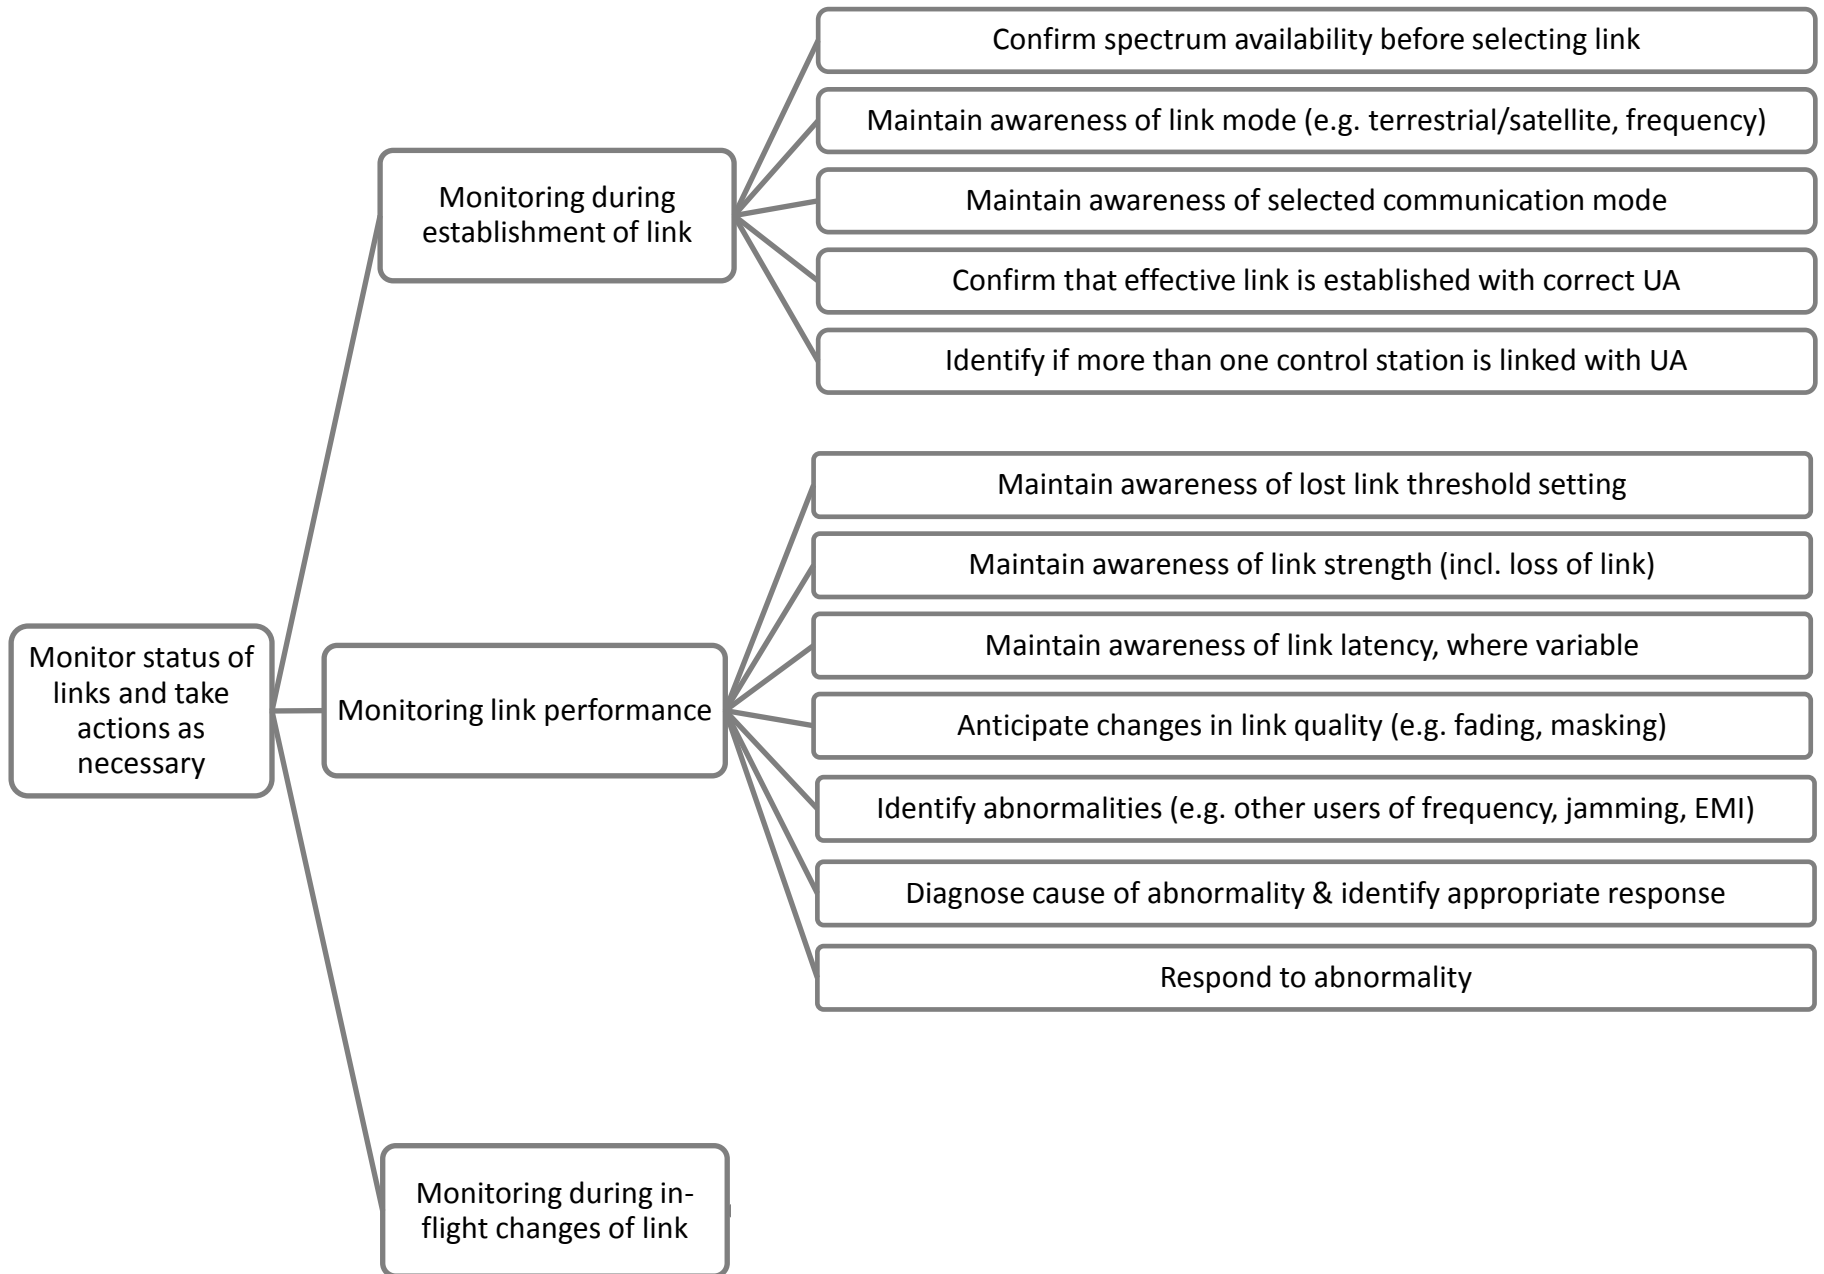 Monitor status of
links and take
actions as
necessary
Monitoring during
establishment of link
Confirm spectrum availability before selecting link
Maintain awareness of link mode (e.g. terrestrial/satellite, frequency)
Maintain awareness of selected communication mode
Confirm that effective link is established with correct UA
Identify if more than one control station is linked with UA
Monitoring link performance
Maintain awareness of lost link threshold setting
Maintain awareness of link strength (incl. loss of link)
Maintain awareness of link latency, where variable
Anticipate changes in link quality (e.g. fading, masking)
Identify abnormalities (e.g. other users of frequency, jamming, EMI)
Diagnose cause of abnormality & identify appropriate response
Respond to abnormality
Monitoring during in-
flight changes of link